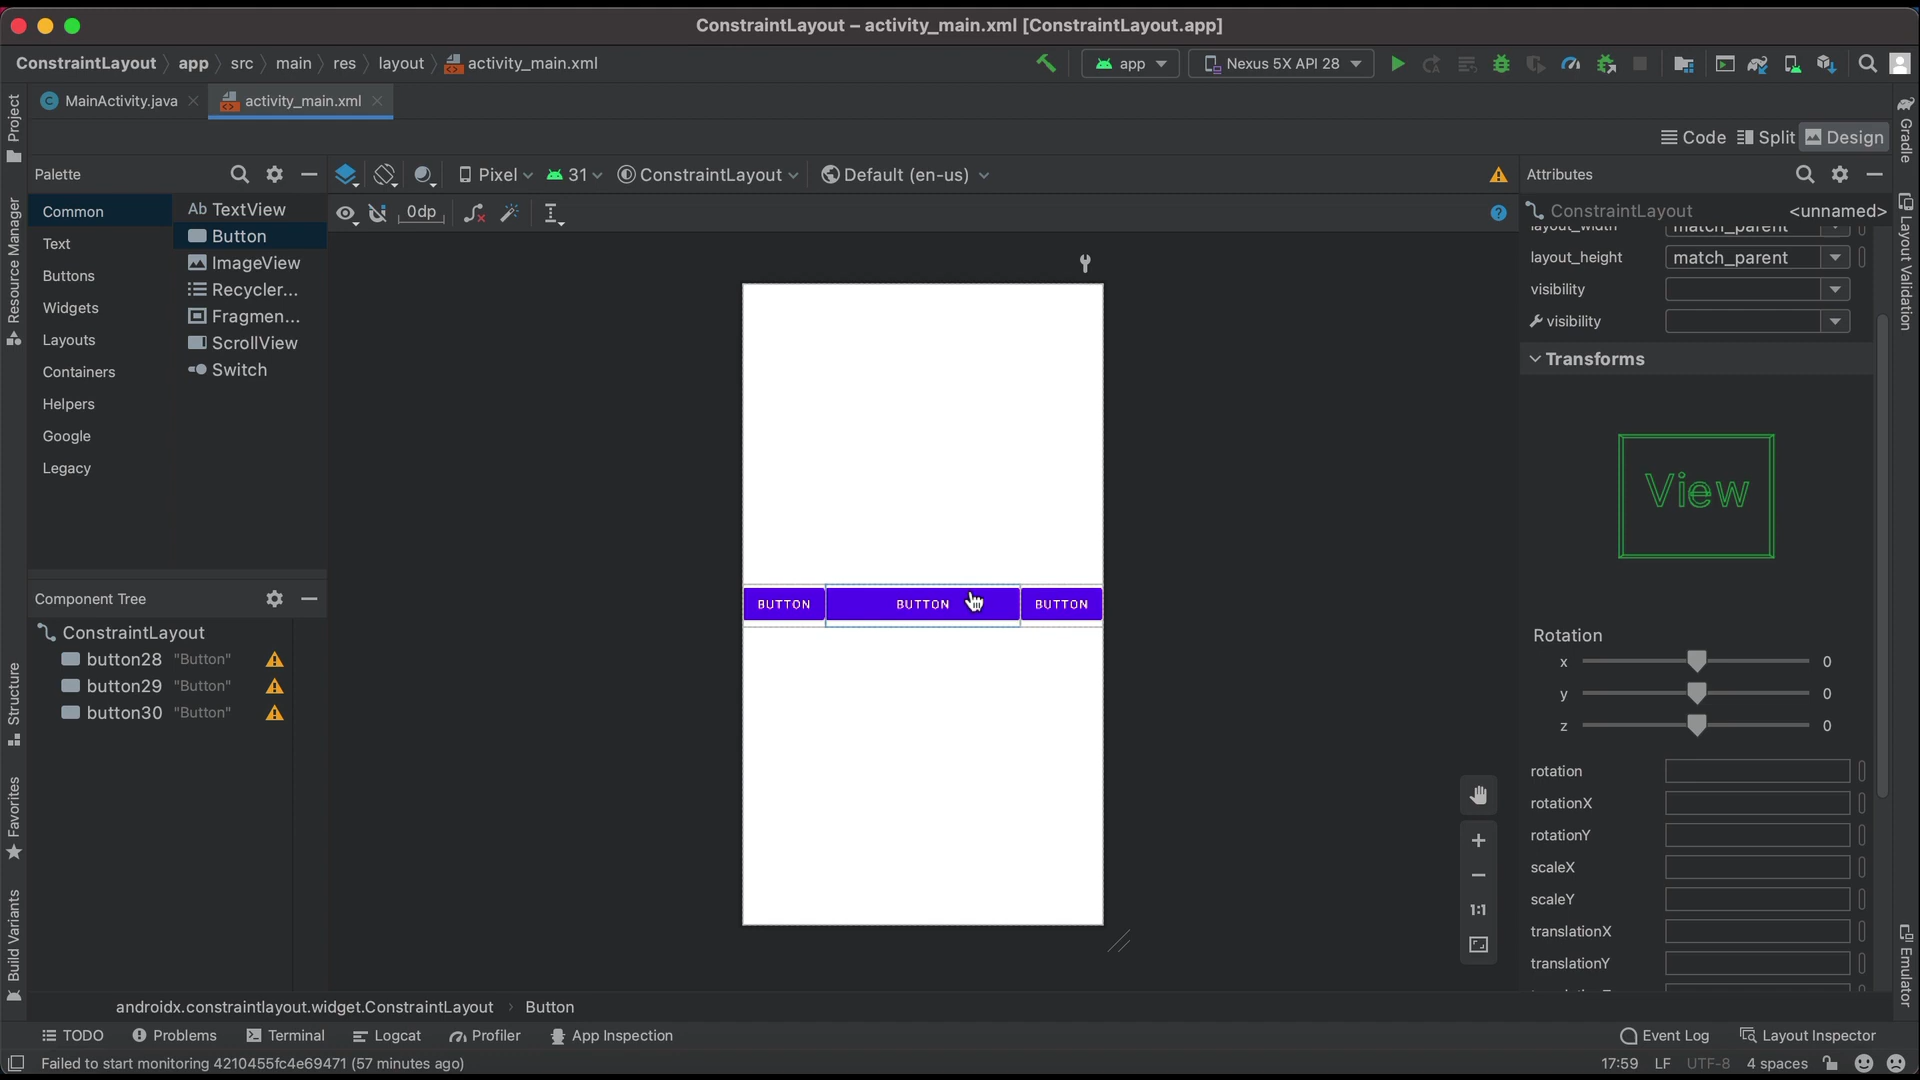 ConstraintLayout – activity_main.xml [ConstraintLayout.app]
ConstraintLayout app src main res layout activity_main.xml
app
Nexus 5X API 28
MainActivity.java
activity_main.xml
Code Split Design
Project
Resource Manager
Structure
Favorites
Build Variants
Palette
Common
Text
Buttons
Widgets
Layouts
Containers
Helpers
Google
Legacy
Ab TextView
Button
ImageView
Recycler...
Fragmen...
ScrollView
Switch
Pixel 31 ConstraintLayout Default (en-us)
0dp
Component Tree
ConstraintLayout
button28 "Button"
button29 "Button"
button30 "Button"
BUTTON BUTTON BUTTON
1:1
Attributes
ConstraintLayout <unnamed>
layout_width match_parent
layout_height match_parent
visibility
visibility
Transforms
View
Rotation
x 0
y 0
z 0
rotation
rotationX
rotationY
scaleX
scaleY
translationX
translationY
Gradle
Layout Validation
Emulator
androidx.constraintlayout.widget.ConstraintLayout Button
TODO Problems Terminal Logcat Profiler App Inspection
Event Log Layout Inspector
Failed to start monitoring 4210455fc4e69471 (57 minutes ago)
17:59 LF UTF-8 4 spaces